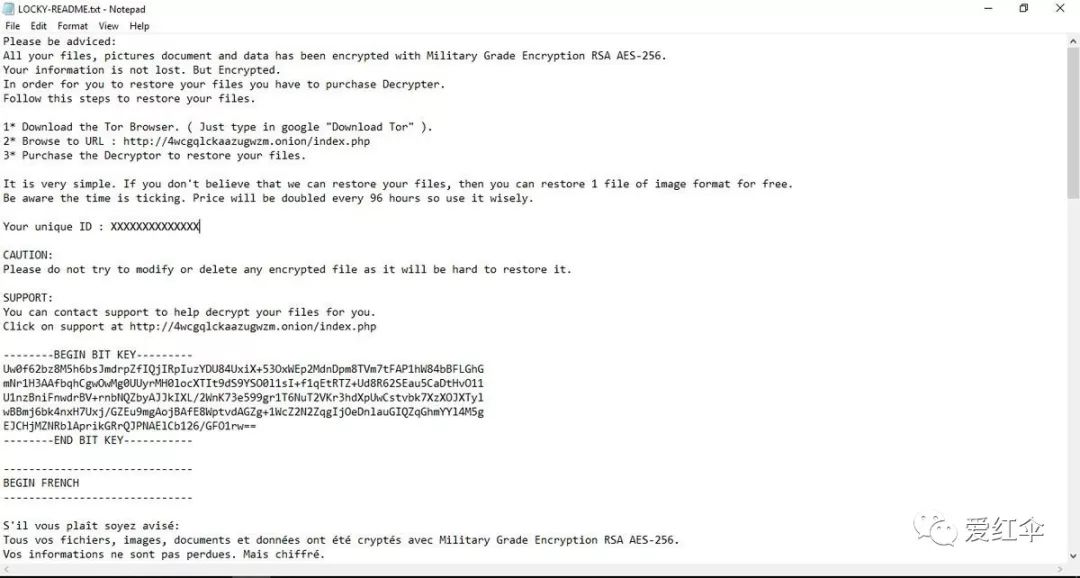 LOCKY-README.txt - Notepad
File Edit Format View Help
Please be adviced:
All your files, pictures document and data has been encrypted with Military Grade Encryption RSA AES-256.
Your information is not lost. But Encrypted.
In order for you to restore your files you have to purchase Decrypter.
Follow this steps to restore your files.
1* Download the Tor Browser. ( Just type in google "Download Tor" ).
2* Browse to URL : http://4wcgqlckaazugwzm.onion/index.php
3* Purchase the Decryptor to restore your files.
It is very simple. If you don't believe that we can restore your files, then you can restore 1 file of image format for free.
Be aware the time is ticking. Price will be doubled every 96 hours so use it wisely.
Your unique ID : XXXXXXXXXXXXXX
CAUTION:
Please do not try to modify or delete any encrypted file as it will be hard to restore it.
SUPPORT:
You can contact support to help decrypt your files for you.
Click on support at http://4wcgqlckaazugwzm.onion/index.php
--------BEGIN BIT KEY---------
Uw0f62bz8M5h6bsJmdrpZfIQjIRpIuzYDU84UxiX+53OxWEp2MdnDpm8TVm7tFAP1hW84bBFLGhG
mNr1H3AAfbqhCgwOwMg0UUyrMH0locXTIt9dS9YSO0l1sI+f1qEtRTZ+Ud8R62SEau5CaDtHvO11
U1nzBniFnwdrBV+rnbNQZbyAJJkIXL/2WnK73e599gr1T6NuT2VKr3hdXpUwCstvbk7XzXOJXTyl
wBBmj6bk4nxH7Uxj/GZEu9mgAojBAfE8WptvdAGZg+1WcZ2N2ZqgIjOeDnlauGIQZqGhmYYl4M5g
EJCHjMZNRblAprikGRrQJPNAElCb126/GFO1rw==
--------END BIT KEY-----------
------------------------------
BEGIN FRENCH
------------------------------
S'il vous plaît soyez avisé:
Tous vos fichiers, images, documents et données ont été cryptés avec Military Grade Encryption RSA AES-256.
Vos informations ne sont pas perdues. Mais chiffré.
爱红伞